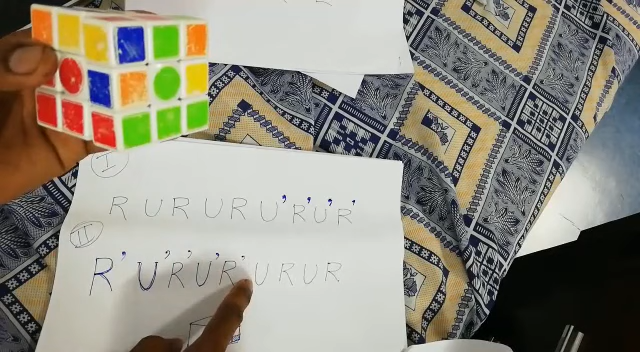 I
R U R U R U' R' U' R'
II
R' U' R' U' R' U R U R